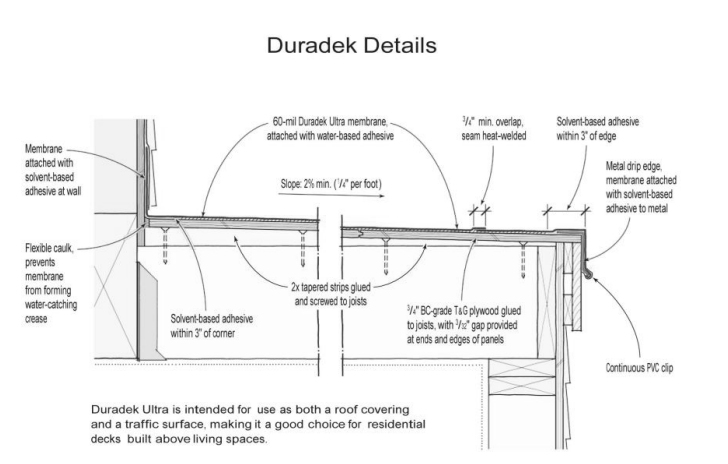 Duradek Details
60-mil Duradek Ultra membrane,
attached with water-based adhesive
3/4" min. overlap,
seam heat-welded
Solvent-based adhesive
within 3" of edge
Membrane
attached with
solvent-based
adhesive at wall
Slope: 2% min. (1/4" per foot)
Metal drip edge,
membrane attached
with solvent-based
adhesive to metal
Flexible caulk,
prevents
membrane
from forming
water-catching
crease
Solvent-based adhesive
within 3" of corner
2x tapered strips glued
and screwed to joists
3/4" BC-grade T&G plywood glued
to joists, with 3/32" gap provided
at ends and edges of panels
Continuous PVC clip
Duradek Ultra is intended for use as both a roof covering
and a traffic surface, making it a good choice for residential
decks built above living spaces.